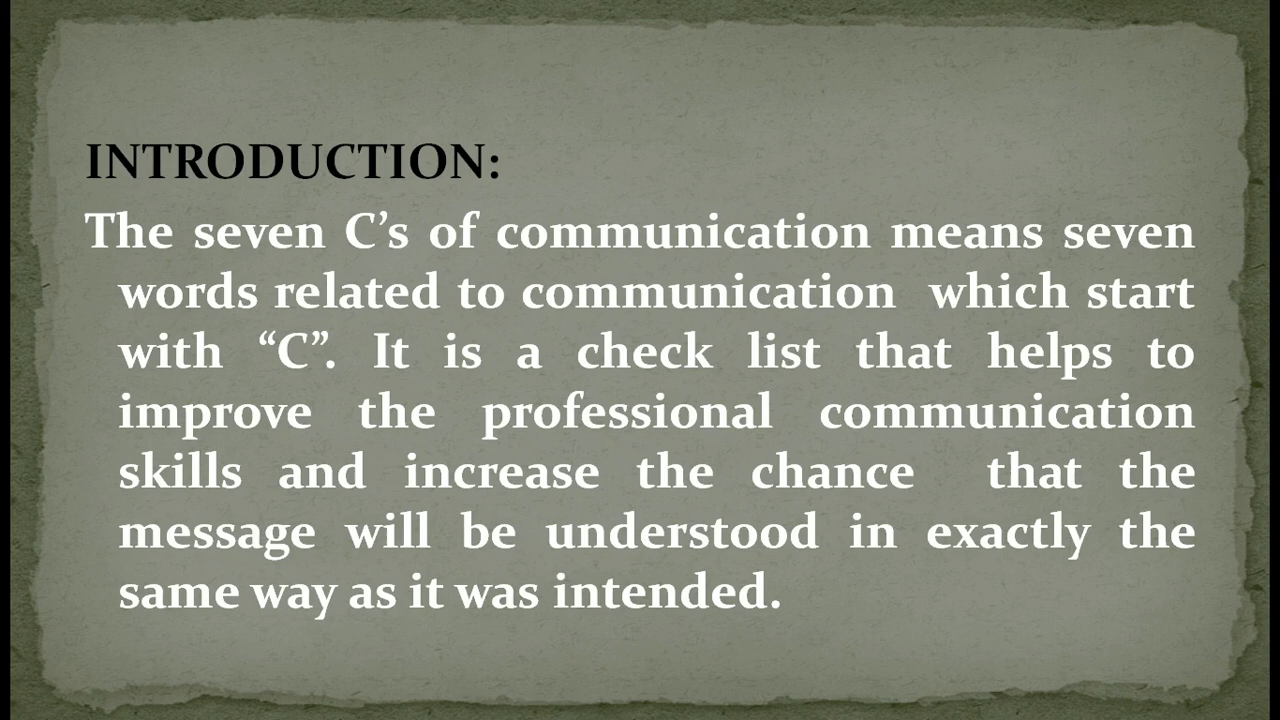 INTRODUCTION:
The seven C’s of communication means seven
words related to communication which start
with “C”. It is a check list that helps to
improve the professional communication
skills and increase the chance that the
message will be understood in exactly the
same way as it was intended.